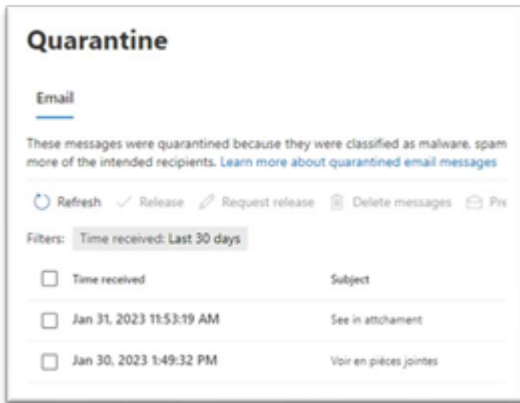 Quarantine
Email
These messages were quarantined because they were classified as malware, spam
more of the intended recipients. Learn more about quarantined email messages
Refresh Release Request release Delete messages Pre
Filters: Time received: Last 30 days
Time received Subject
Jan 31, 2023 11:53:19 AM See in attchament
Jan 30, 2023 1:49:32 PM Voir en pièces jointes